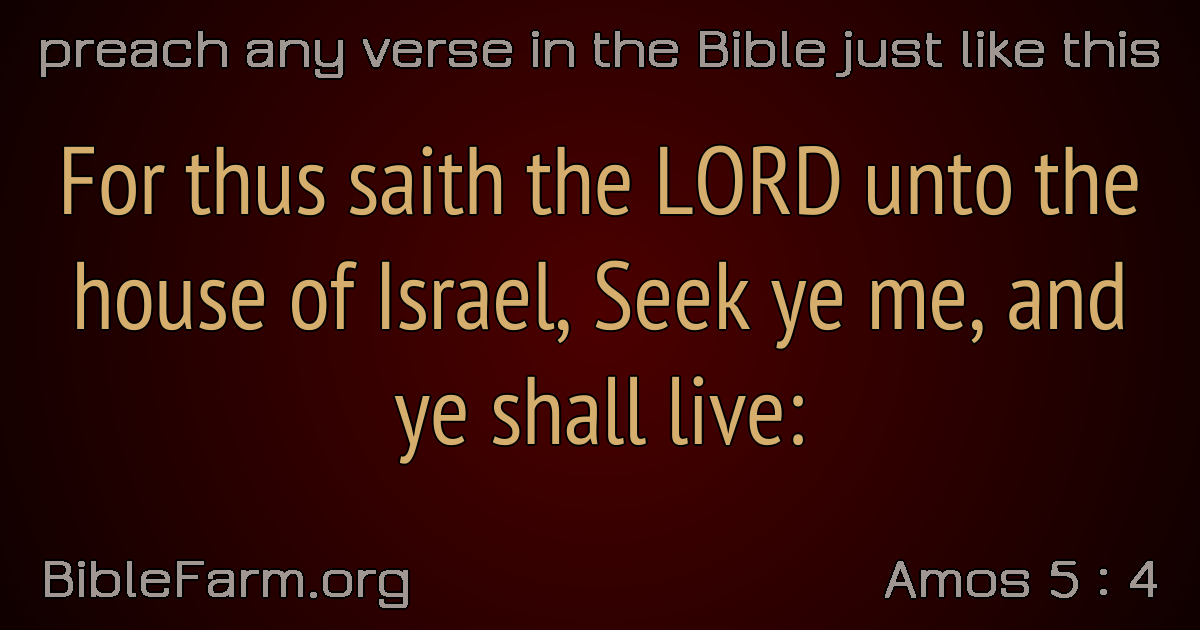 preach any verse in the Bible just like this
For thus saith the LORD unto the
house of Israel, Seek ye me, and
ye shall live:
BibleFarm.org
Amos 5 : 4